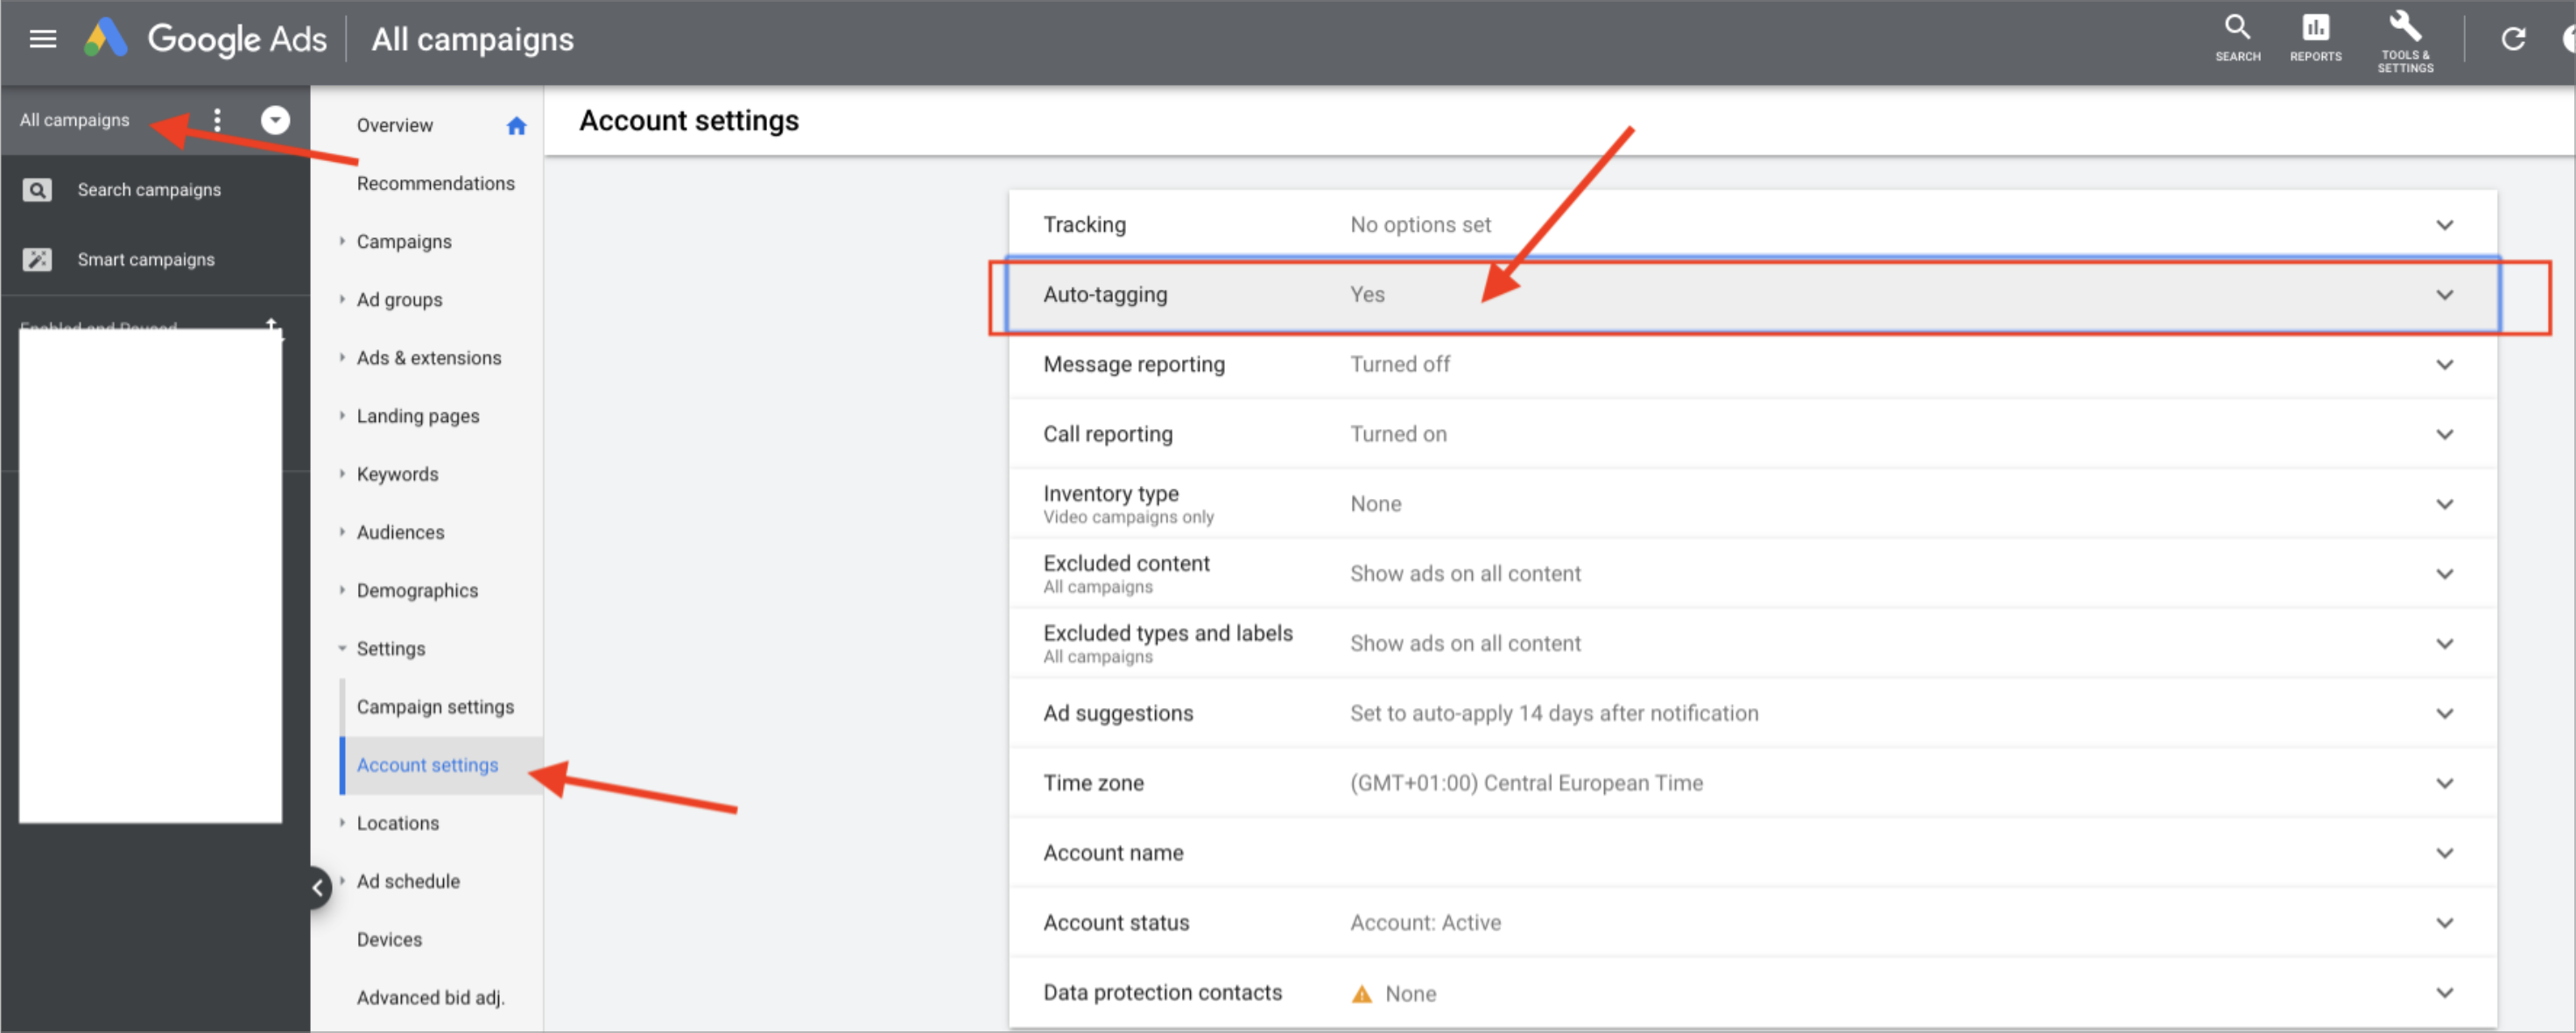 Google Ads
All campaigns
SEARCH
REPORTS
TOOLS &
SETTINGS
All campaigns
Search campaigns
Smart campaigns
Enabled and Paused
Overview
Recommendations
Campaigns
Ad groups
Ads & extensions
Landing pages
Keywords
Audiences
Demographics
Settings
Campaign settings
Account settings
Locations
Ad schedule
Devices
Advanced bid adj.
Account settings
Tracking No options set
Auto-tagging Yes
Message reporting Turned off
Call reporting Turned on
Inventory type None
Video campaigns only
Excluded content Show ads on all content
All campaigns
Excluded types and labels Show ads on all content
All campaigns
Ad suggestions Set to auto-apply 14 days after notification
Time zone (GMT+01:00) Central European Time
Account name
Account status Account: Active
Data protection contacts None